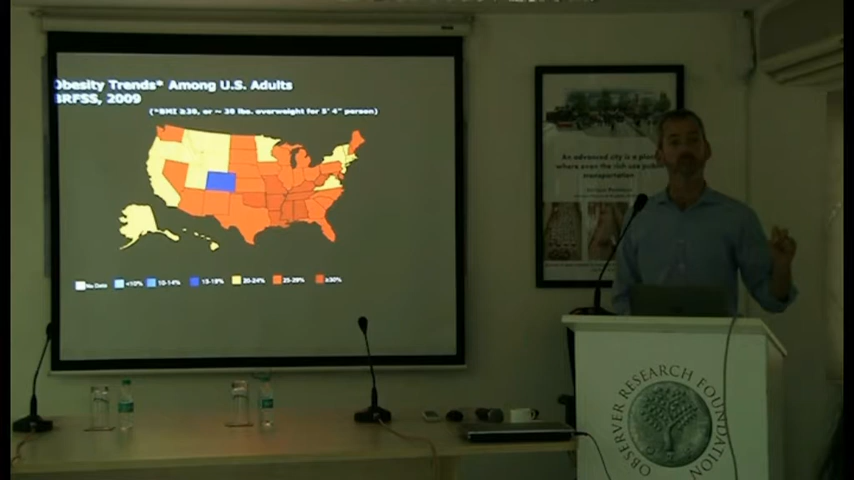 Obesity Trends* Among U.S. Adults
BRFSS, 2009
(*BMI ≥30, or ~ 30 lbs. overweight for 5' 4" person)
No Data
<10%
10-14%
15-19%
20-24%
25-29%
≥30%
An advanced city is a place
where even the rich use public
transportation
OBSERVER RESEARCH FOUNDATION